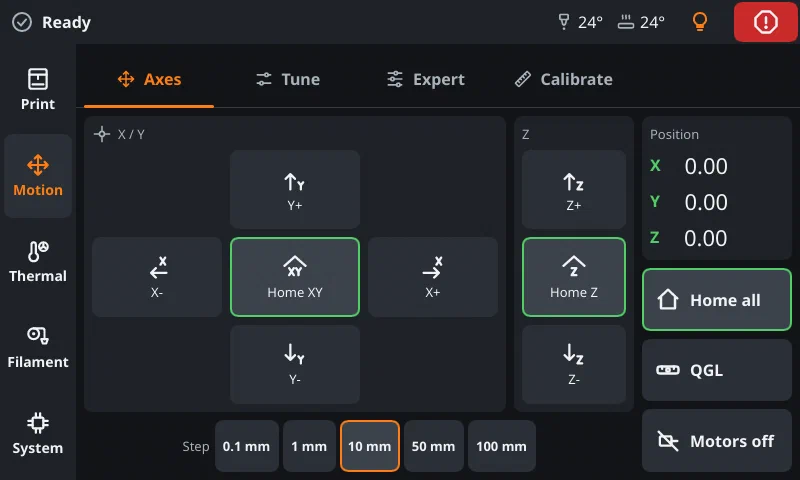 Ready
24° 24°
Print
Motion
Thermal
Filament
System
Axes Tune Expert Calibrate
X / Y
Y
Y+
X
X-
XY
Home XY
X
X+
Y
Y-
Z
Z
Z+
Z
Home Z
Z
Z-
Position
X 0.00
Y 0.00
Z 0.00
Home all
QGL
Motors off
Step 0.1 mm 1 mm 10 mm 50 mm 100 mm